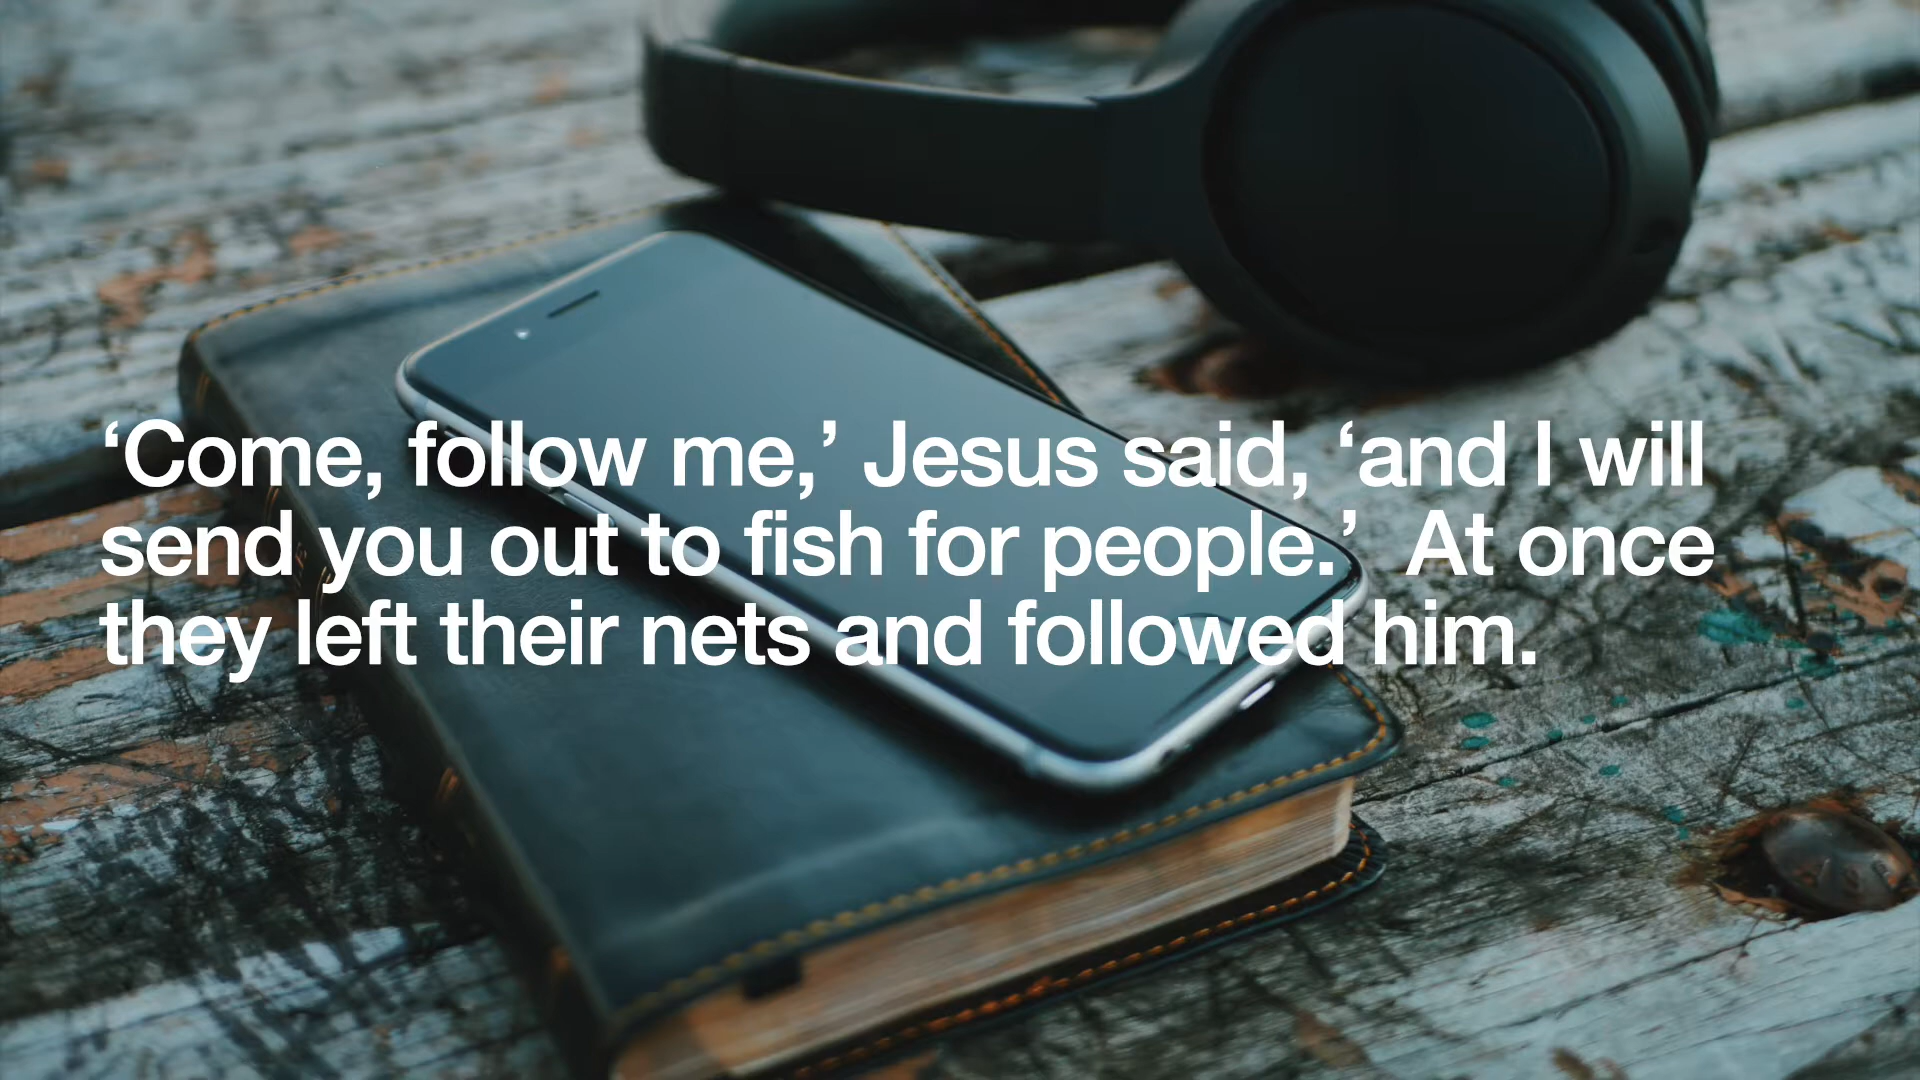 ‘Come, follow me,’ Jesus said, ‘and I will
send you out to fish for people.’ At once
they left their nets and followed him.